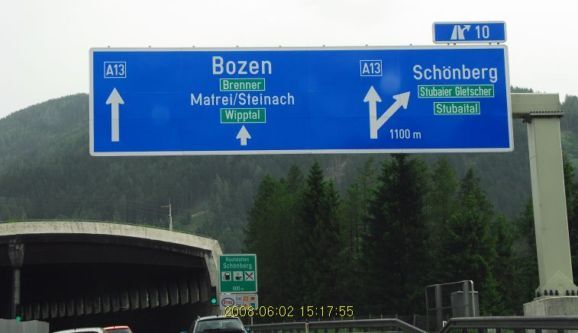 10
A13
Bozen
Brenner
Matrei/Steinach
Wipptal
A13
Schönberg
Stubaier Gletscher
Stubaital
1100 m
Schönberg
2008:06:02 15:17:55